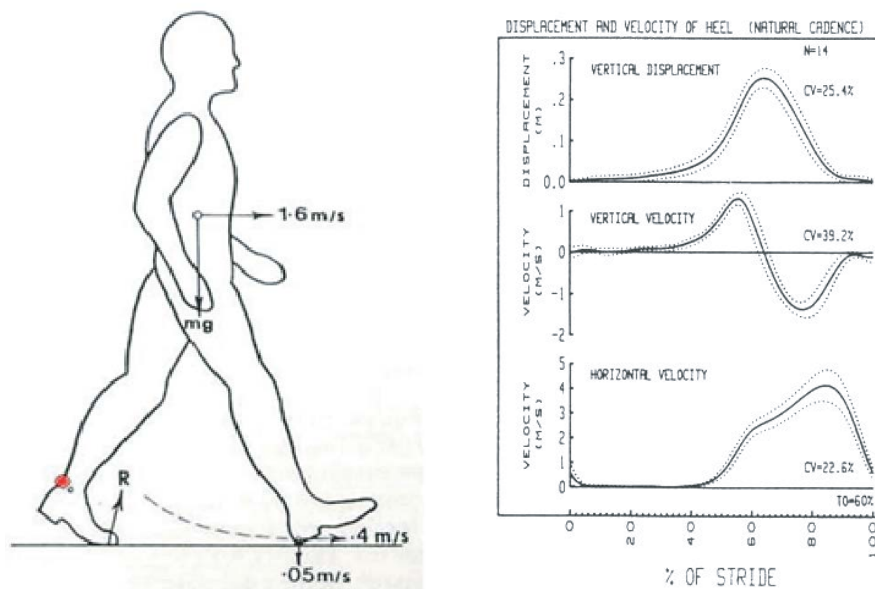 1.6 m/s
mg
R
.4 m/s
.05m/s
DISPLACEMENT AND VELOCITY OF HEEL (NATURAL CADENCE)
N=14
VERTICAL DISPLACEMENT
CV=25.4%
DISPLACEMENT
(M)
.3
.2
.1
0.0
VERTICAL VELOCITY
CV=39.2%
VELOCITY
(M/S)
1
0
-1
-2
HORIZONTAL VELOCITY
CV=22.6%
TO=60%
VELOCITY
(M/S)
5
4
3
2
1
0
0
20
40
60
80
100
% OF STRIDE